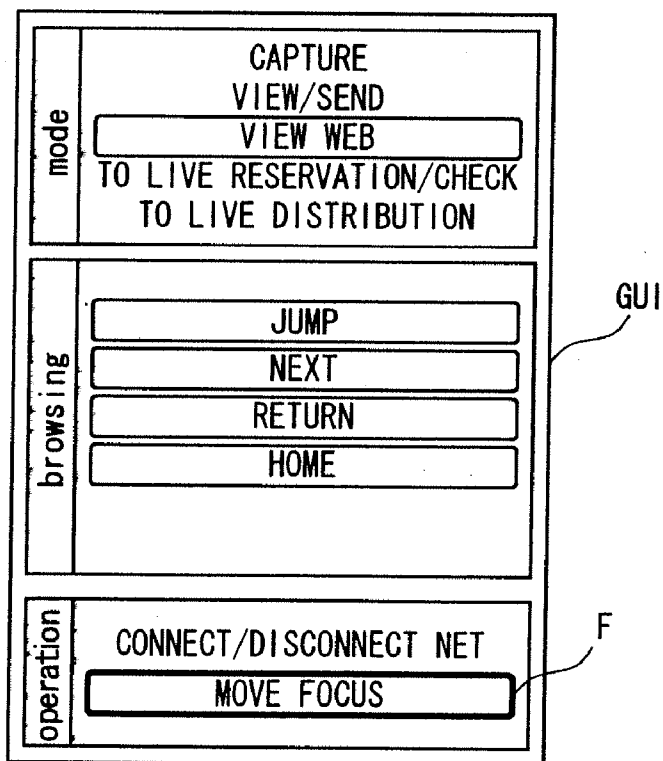 mode
CAPTURE
VIEW/SEND
VIEW WEB
TO LIVE RESERVATION/CHECK
TO LIVE DISTRIBUTION
browsing
JUMP
NEXT
RETURN
HOME
GUI
operation
CONNECT/DISCONNECT NET
MOVE FOCUS
F